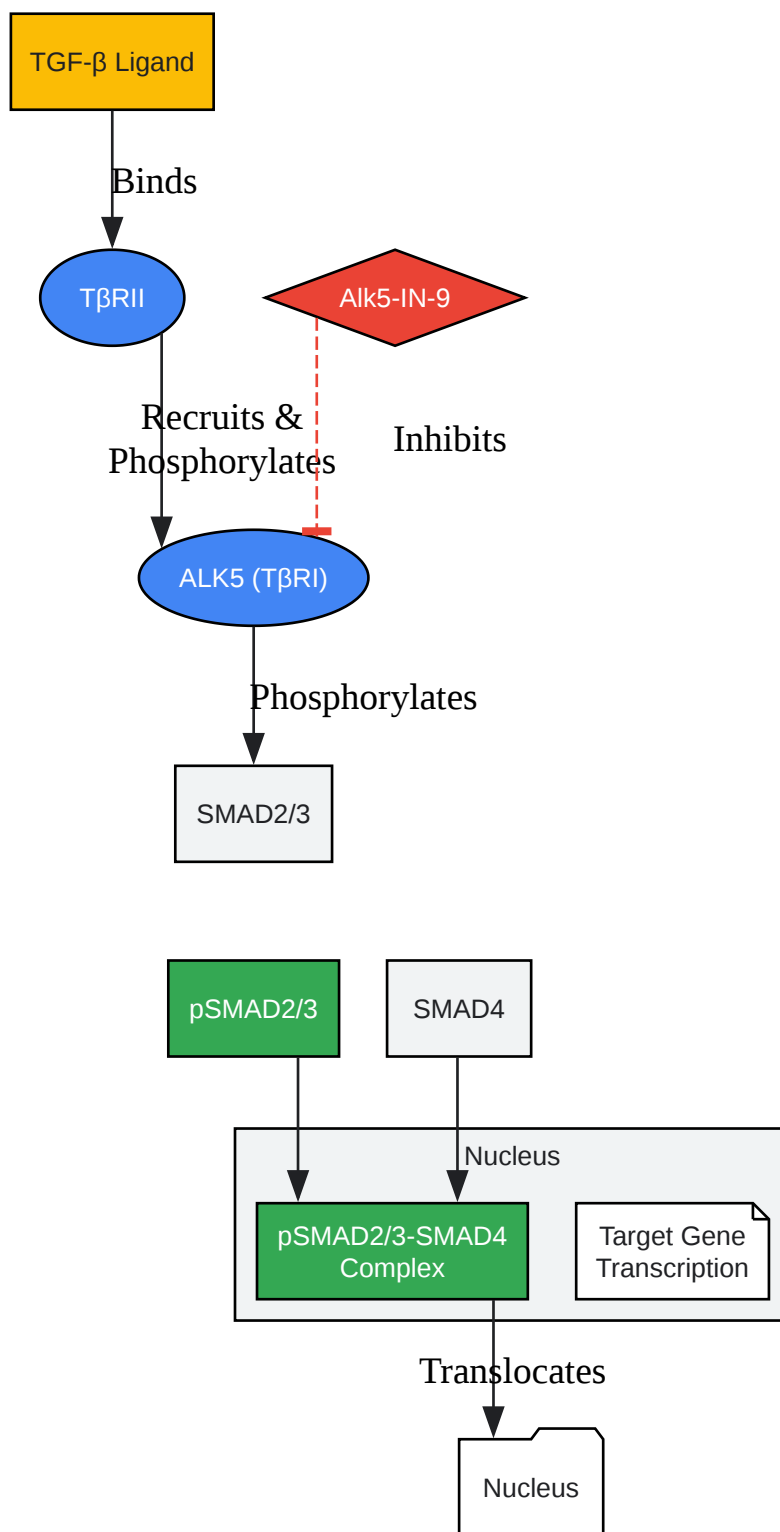 TGF-β Ligand
Binds
TβRII
Alk5-IN-9
Recruits &
Phosphorylates
Inhibits
ALK5 (TβRI)
Phosphorylates
SMAD2/3
pSMAD2/3
SMAD4
Nucleus
pSMAD2/3-SMAD4
Complex
Target Gene
Transcription
Translocates
Nucleus